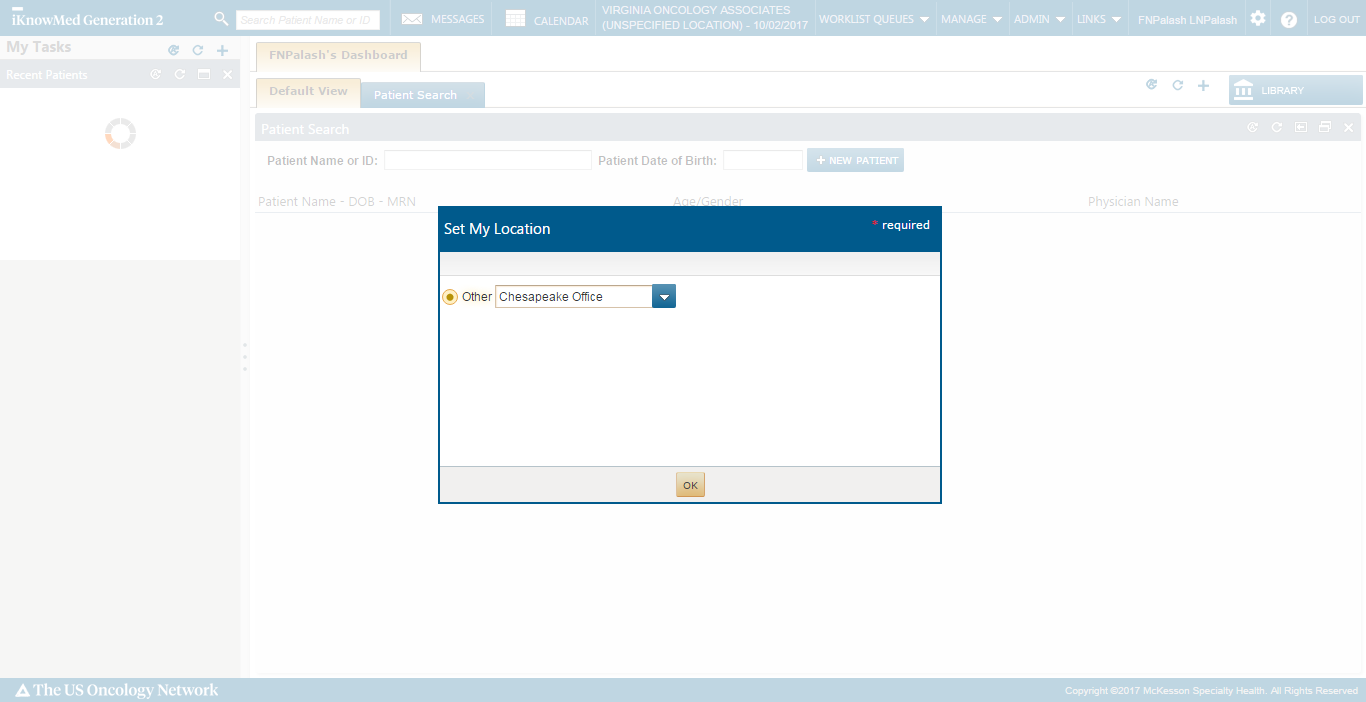 iKnowMed Generation 2
Search Patient Name or ID
MESSAGES
CALENDAR
VIRGINIA ONCOLOGY ASSOCIATES
(UNSPECIFIED LOCATION) - 10/02/2017
WORKLIST QUEUES
MANAGE
ADMIN
LINKS
FNPalash LNPalash
?
LOG OUT
My Tasks
Recent Patients
FNPalash's Dashboard
Default View
Patient Search
LIBRARY
Patient Search
Patient Name or ID:
Patient Date of Birth:
+ NEW PATIENT
Patient Name - DOB - MRN
Age/Gender
Physician Name
Set My Location
* required
Other
Chesapeake Office
OK
The US Oncology Network
Copyright ©2017 McKesson Specialty Health. All Rights Reserved